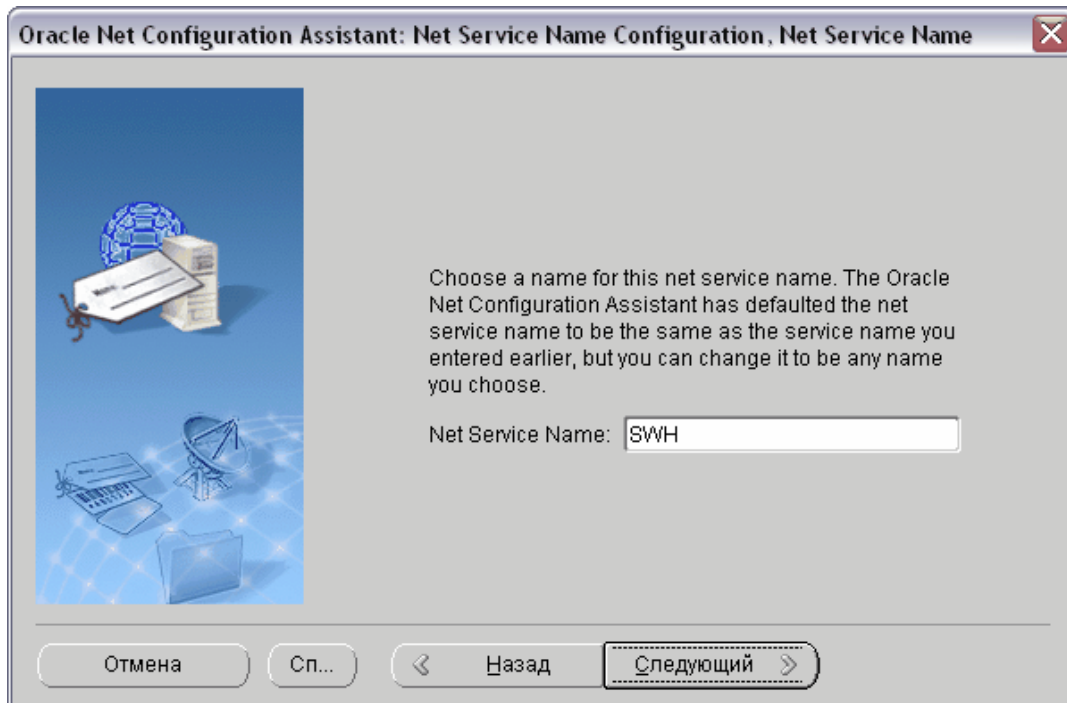 Oracle Net Configuration Assistant: Net Service Name Configuration, Net Service Name
Choose a name for this net service name. The Oracle
Net Configuration Assistant has defaulted the net
service name to be the same as the service name you
entered earlier, but you can change it to be any name
you choose.
Net Service Name: SWH
Отмена Сп... Назад Следующий